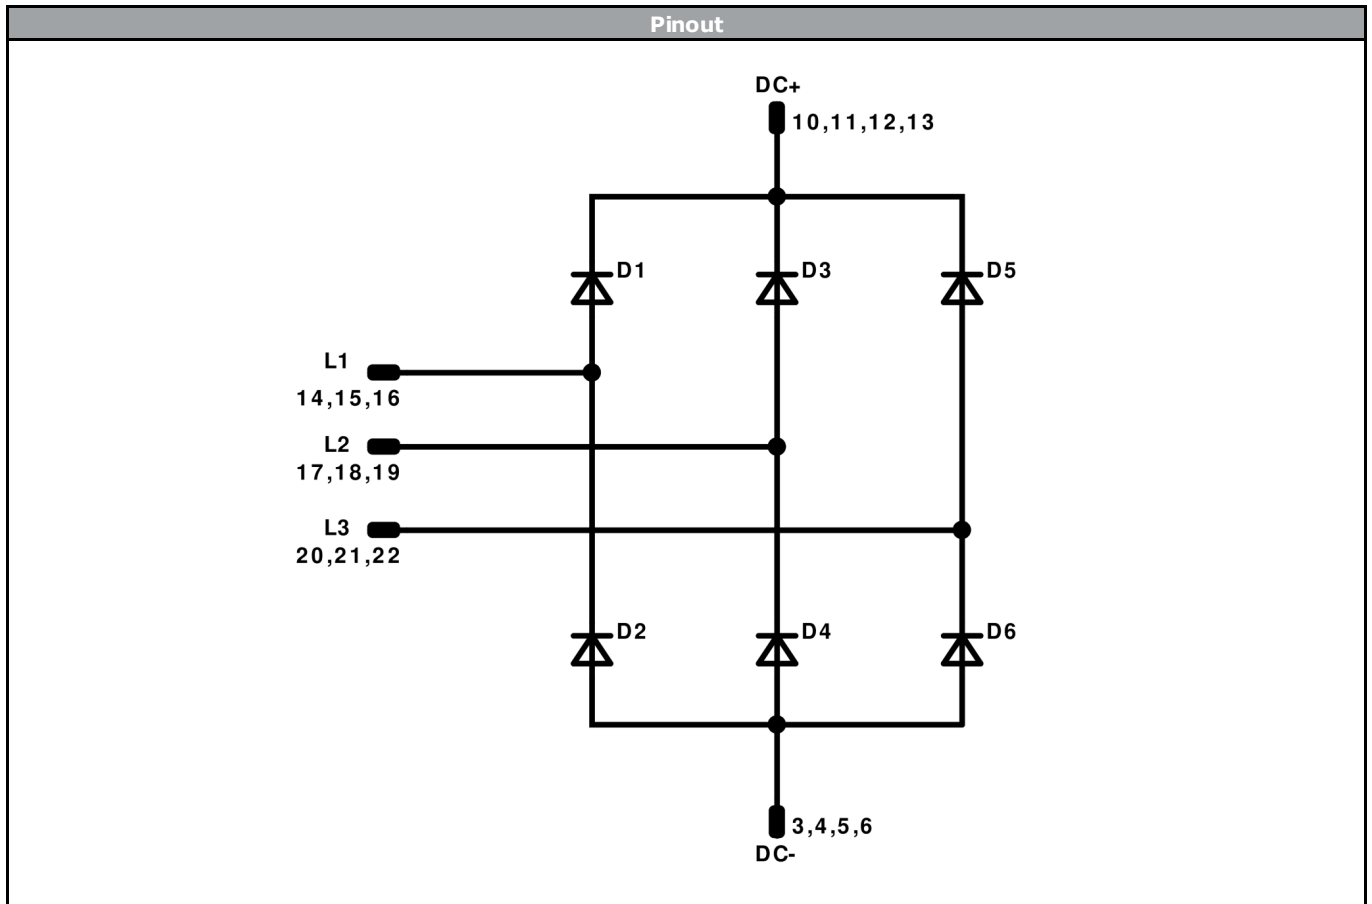 Pinout
DC+
10,11,12,13
D1
D3
D5
L1
14,15,16
L2
17,18,19
L3
20,21,22
D2
D4
D6
3,4,5,6
DC-